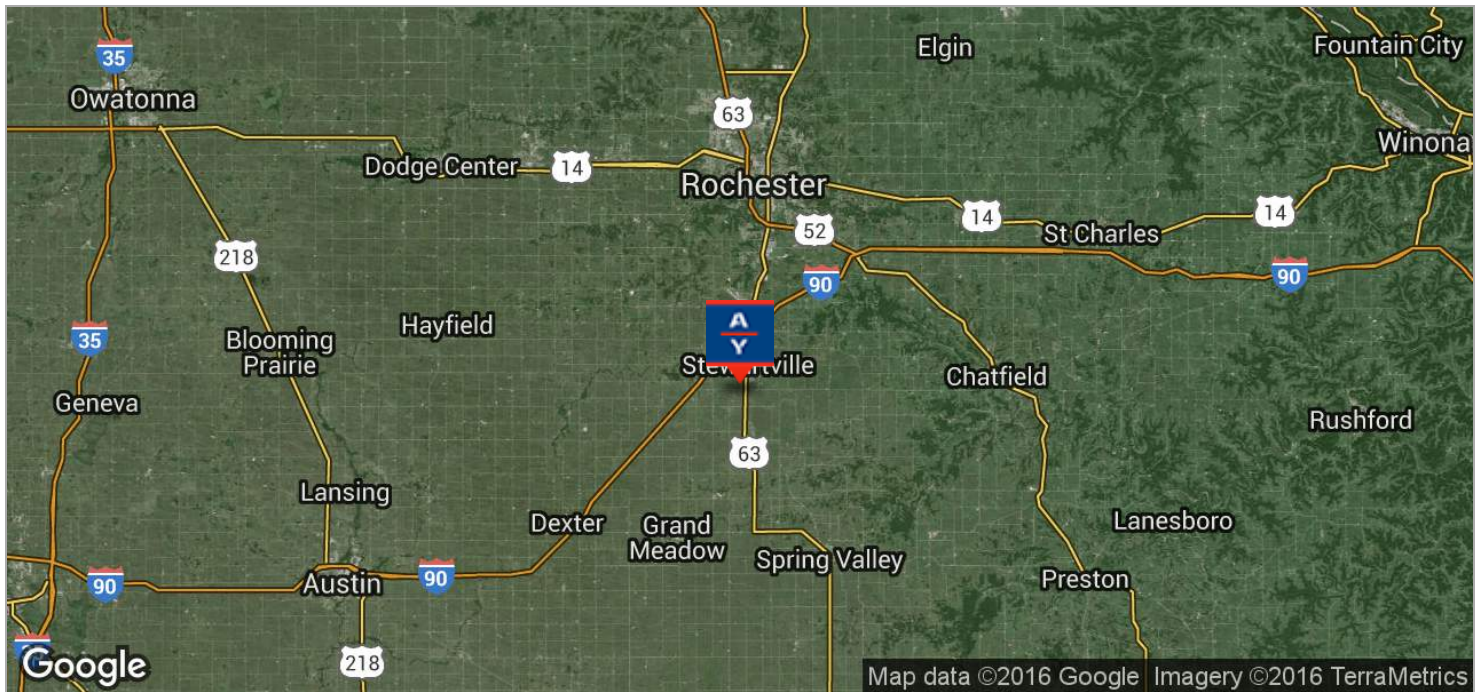 Elgin
Fountain City
35
Owatonna
63
Winona
Dodge Center
14
Rochester
14
14
52
St Charles
218
90
90
Hayfield
A
Y
35
Blooming
Prairie
Stewartville
Chatfield
Geneva
Rushford
63
Lansing
Dexter
Grand
Meadow
Lanesboro
Spring Valley
90
Austin
90
Preston
218
Google
Map data ©2016 Google Imagery ©2016 TerraMetrics